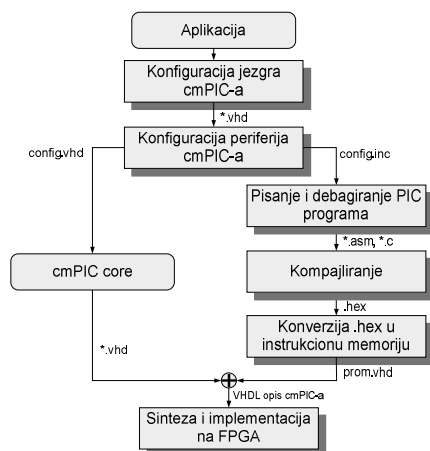 Aplikacija
Konfiguracija jezgra
cmPIC-a
*.vhd
Konfiguracija periferija
cmPIC-a
config.vhd
config.inc
Pisanje i debagiranje PIC
programa
*.asm, *.c
cmPIC core
Kompajliranje
.hex
Konverzija .hex u
instrukcionu memoriju
*.vhd
prom.vhd
VHDL opis cmPIC-a
Sinteza i implementacija
na FPGA